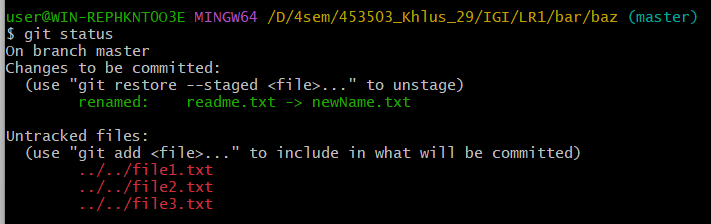 user@WIN-REPHKNT0O3E MINGW64 /D/4sem/453503_Khlus_29/IGI/LR1/bar/baz (master)
$ git status
On branch master
Changes to be committed:
  (use "git restore --staged <file>..." to unstage)
        renamed:    readme.txt -> newName.txt

Untracked files:
  (use "git add <file>..." to include in what will be committed)
        ../../file1.txt
        ../../file2.txt
        ../../file3.txt